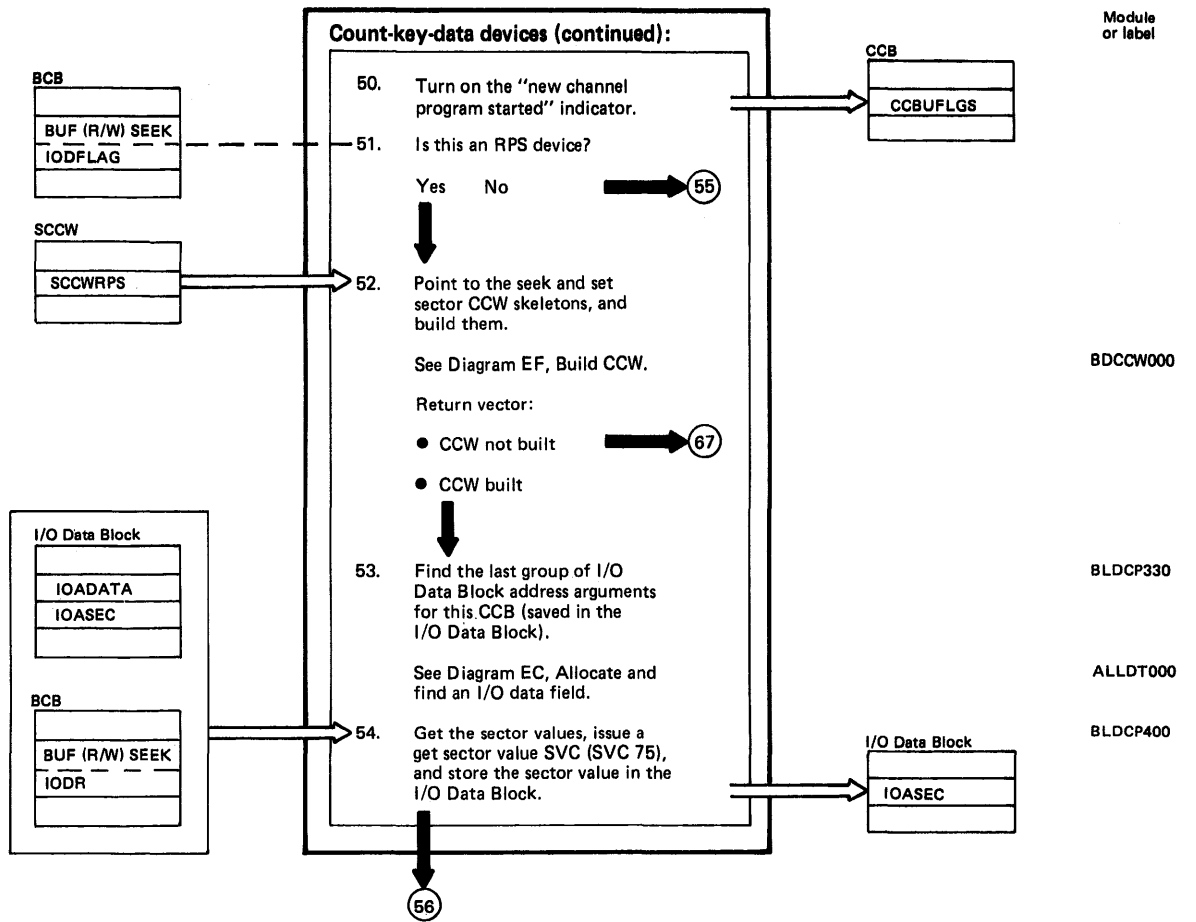 Count-key-data devices (continued):
Module
or label
BCB
BUF (R/W) SEEK
IODFLAG
50. Turn on the "new channel
program started" indicator.
CCB
CCBUFLGS
51. Is this an RPS device?
Yes No
55
SCCW
SCCWRPS
52. Point to the seek and set
sector CCW skeletons, and
build them.
See Diagram EF, Build CCW.
BDCCW000
Return vector:
● CCW not built
67
● CCW built
I/O Data Block
IOADATA
IOASEC
53. Find the last group of I/O
Data Block address arguments
for this CCB (saved in the
I/O Data Block).
BLDCP330
See Diagram EC, Allocate and
find an I/O data field.
ALLDT000
BCB
BUF (R/W) SEEK
IODR
54. Get the sector values, issue a
get sector value SVC (SVC 75),
and store the sector value in the
I/O Data Block.
BLDCP400
I/O Data Block
IOASEC
56